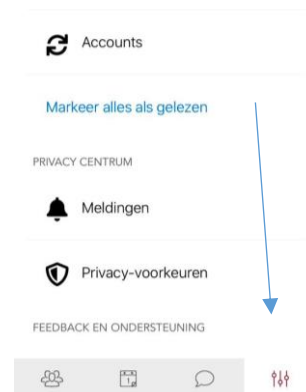 Accounts
Markeer alles als gelezen
PRIVACY CENTRUM
Meldingen
Privacy-voorkeuren
FEEDBACK EN ONDERSTEUNING